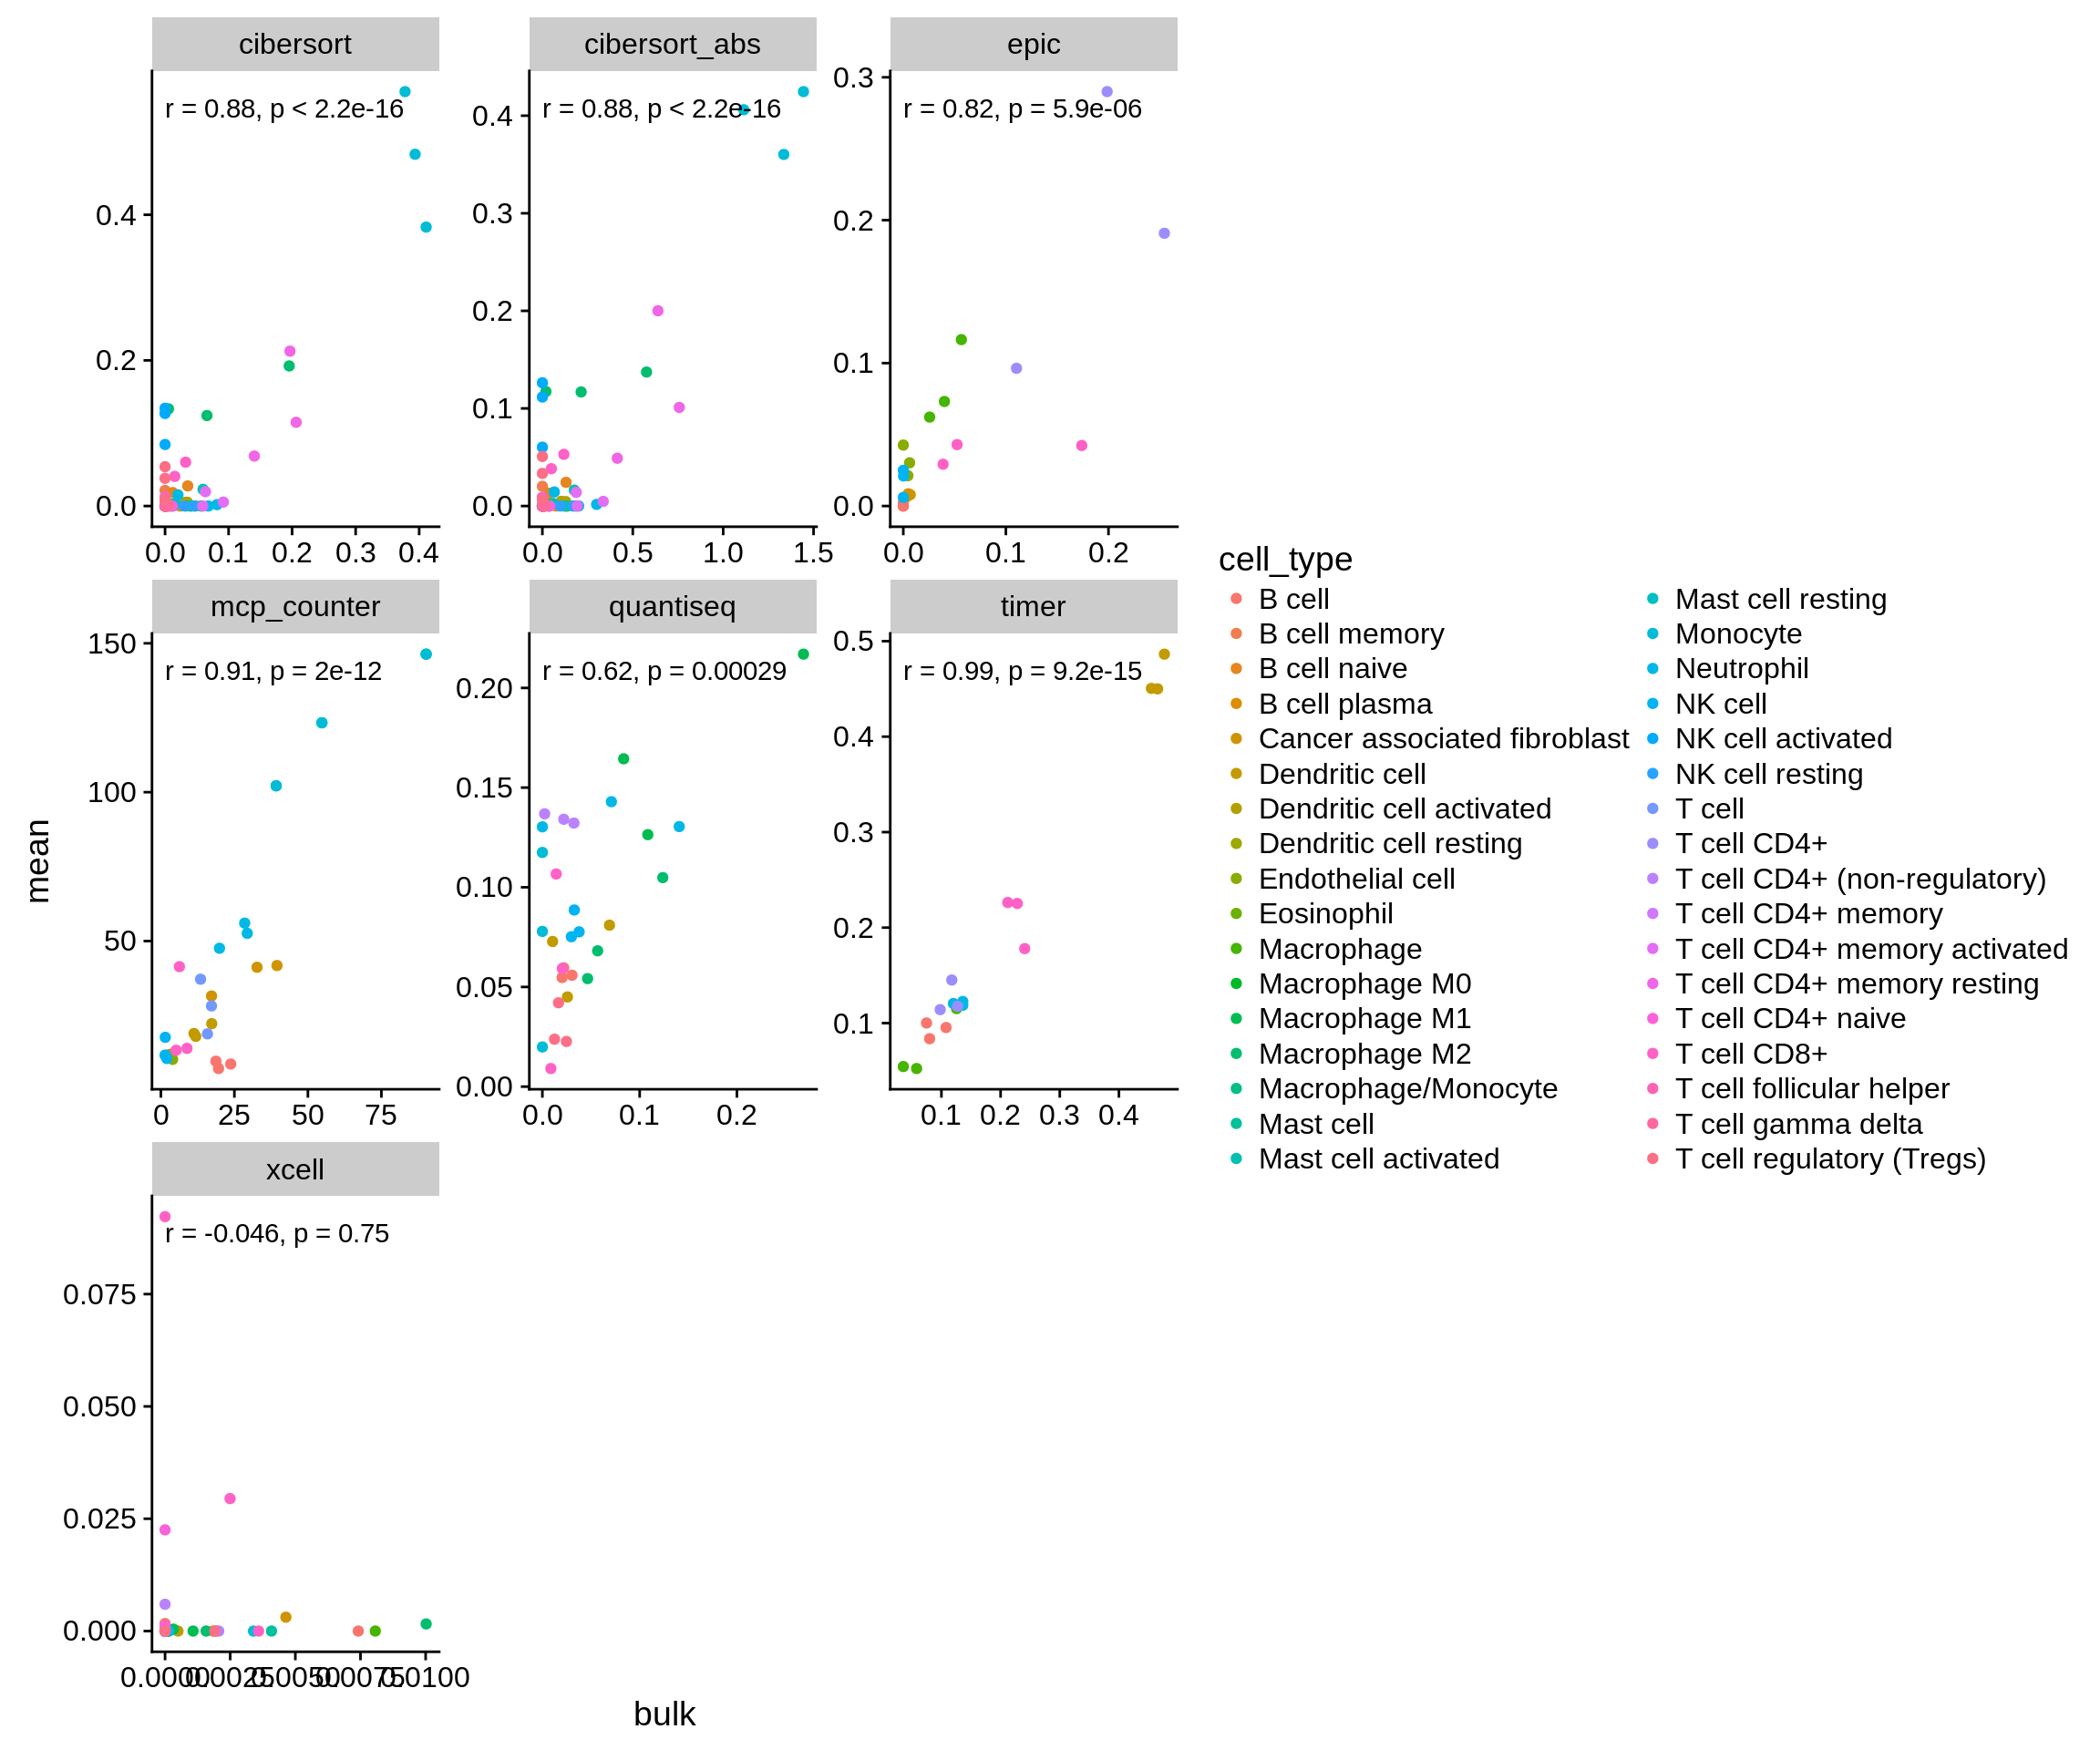 cibersort
cibersort_abs
epic
r = 0.88, p < 2.2e-16
r = 0.88, p < 2.2e-16
r = 0.82, p = 5.9e-06
0.4
0.2
0.0
0.4
0.3
0.2
0.1
0.0
0.3
0.2
0.1
0.0
0.0 0.1 0.2 0.3 0.4
0.0 0.5 1.0 1.5
0.0 0.1 0.2
mcp_counter
quantiseq
timer
r = 0.91, p = 2e-12
r = 0.62, p = 0.00029
r = 0.99, p = 9.2e-15
150
100
50
0.20
0.15
0.10
0.05
0.00
0.5
0.4
0.3
0.2
0.1
0 25 50 75
0.0 0.1 0.2
0.1 0.2 0.3 0.4
xcell
r = -0.046, p = 0.75
0.075
0.050
0.025
0.000
0.0000 0.0025 0.0050 0.0075 0.0100
mean
bulk
cell_type
B cell
B cell memory
B cell naive
B cell plasma
Cancer associated fibroblast
Dendritic cell
Dendritic cell activated
Dendritic cell resting
Endothelial cell
Eosinophil
Macrophage
Macrophage M0
Macrophage M1
Macrophage M2
Macrophage/Monocyte
Mast cell
Mast cell activated
Mast cell resting
Monocyte
Neutrophil
NK cell
NK cell activated
NK cell resting
T cell
T cell CD4+
T cell CD4+ (non-regulatory)
T cell CD4+ memory
T cell CD4+ memory activated
T cell CD4+ memory resting
T cell CD4+ naive
T cell CD8+
T cell follicular helper
T cell gamma delta
T cell regulatory (Tregs)